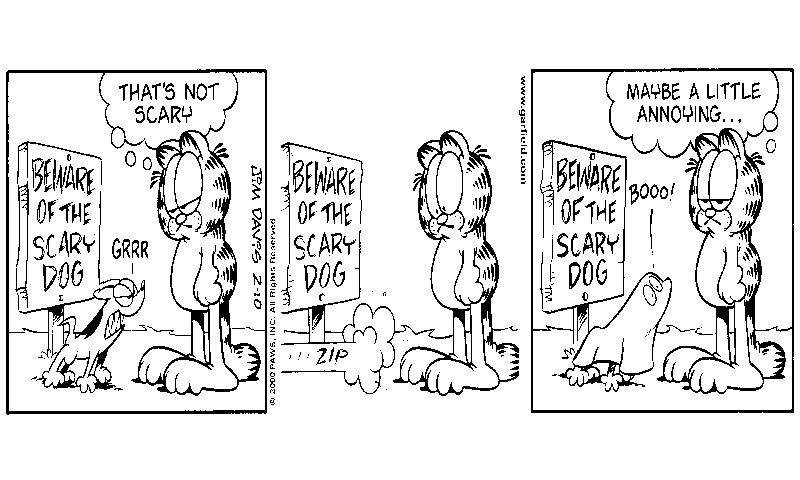 THAT'S NOT
SCARY
BEWARE
OF THE
SCARY
DOG
GRRR
JIM DAVIS 2-10
© 2000 PAWS, INC. All Rights Reserved
BEWARE
OF THE
SCARY
DOG
ZIP
www.garfield.com
MAYBE A LITTLE
ANNOYING...
BEWARE
OF THE
SCARY
DOG
BOOO!